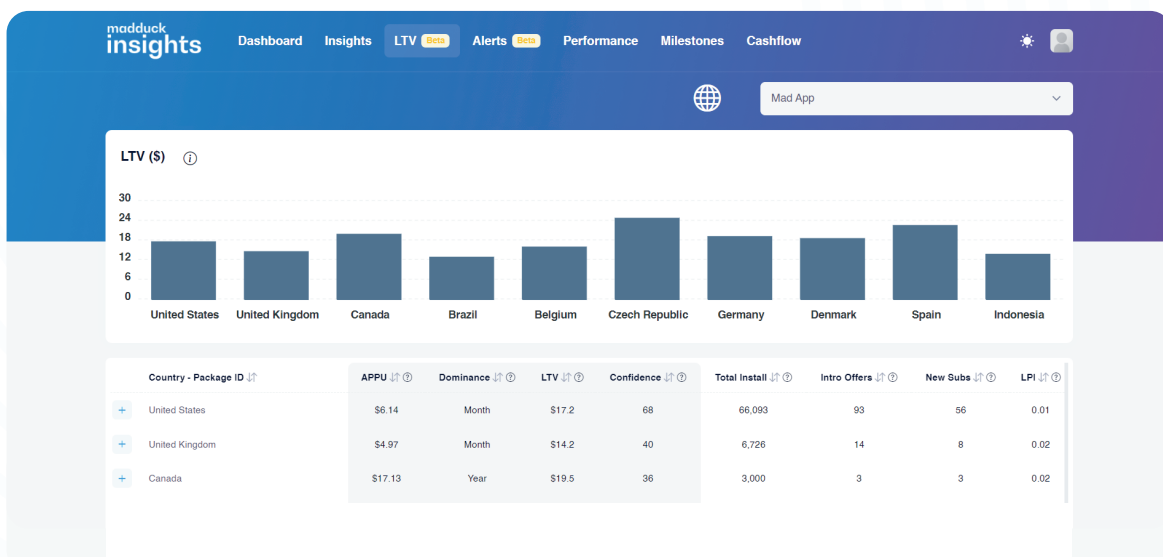 madduck
insights
Dashboard Insights LTV Beta Alerts Beta Performance Milestones Cashflow
Mad App
LTV ($) i
30
24
18
12
6
0
United States United Kingdom Canada Brazil Belgium Czech Republic Germany Denmark Spain Indonesia
Country - Package ID APPU ? Dominance ? LTV ? Confidence ? Total Install ? Intro Offers ? New Subs ? LPI ?
+ United States $6.14 Month $17.2 68 66,093 93 56 0.01
+ United Kingdom $4.97 Month $14.2 40 6,726 14 8 0.02
+ Canada $17.13 Year $19.5 36 3,000 3 3 0.02